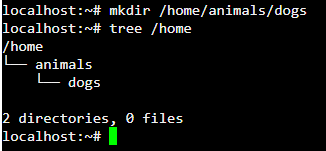 localhost:~# mkdir /home/animals/dogs
localhost:~# tree /home
/home
└── animals
    └── dogs

2 directories, 0 files
localhost:~#